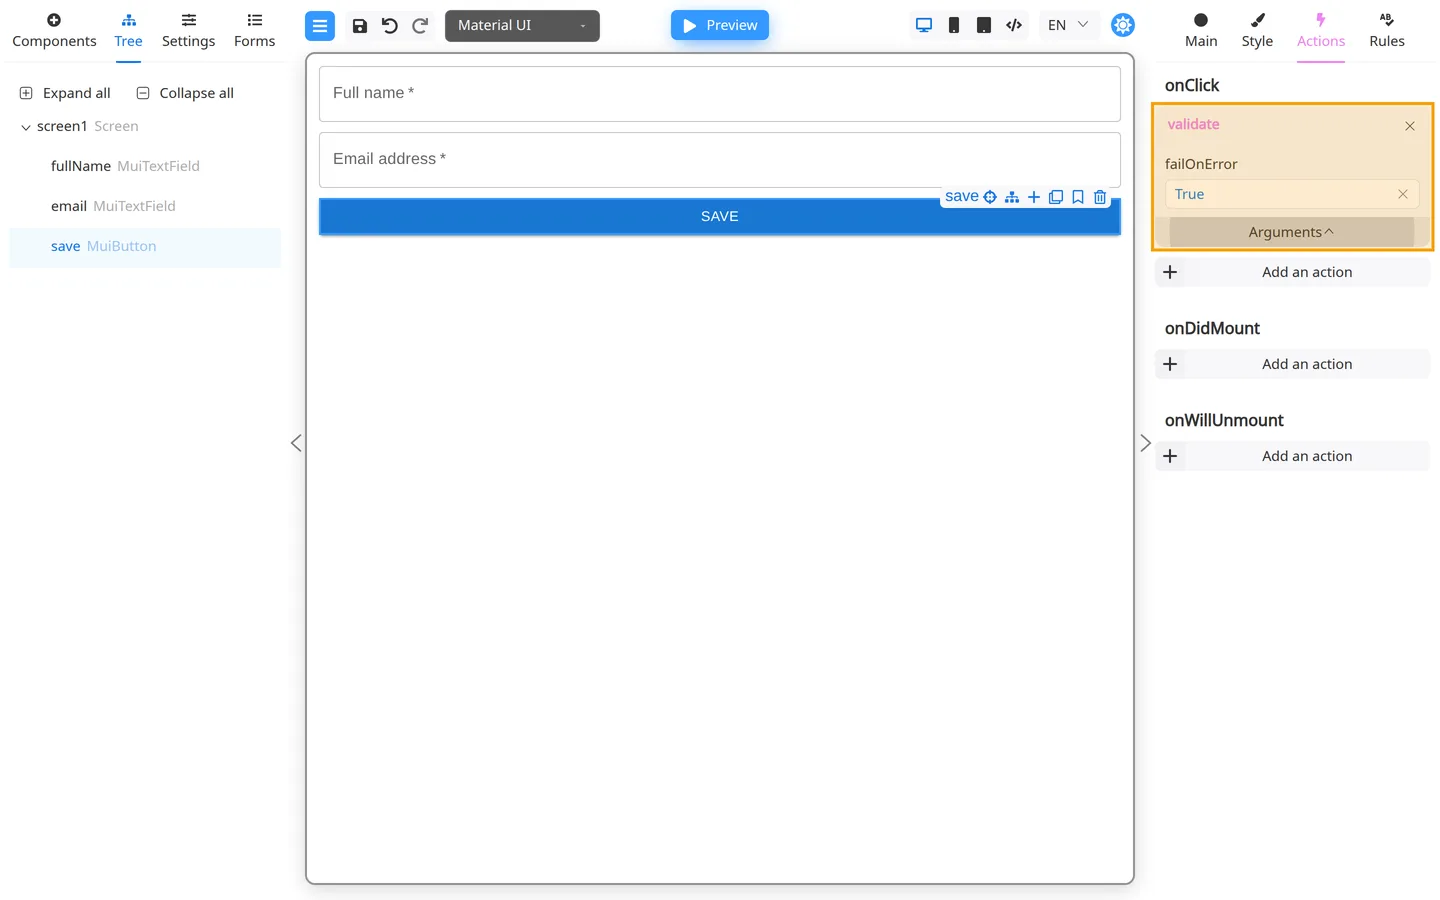 Components
Tree
Settings
Forms
Material UI
Preview
EN
Main
Style
Actions
AB
Rules
Expand all
Collapse all
screen1 Screen
fullName MuiTextField
email MuiTextField
save MuiButton
Full name *
Email address *
save
SAVE
onClick
validate
failOnError
True
Arguments
Add an action
onDidMount
Add an action
onWillUnmount
Add an action